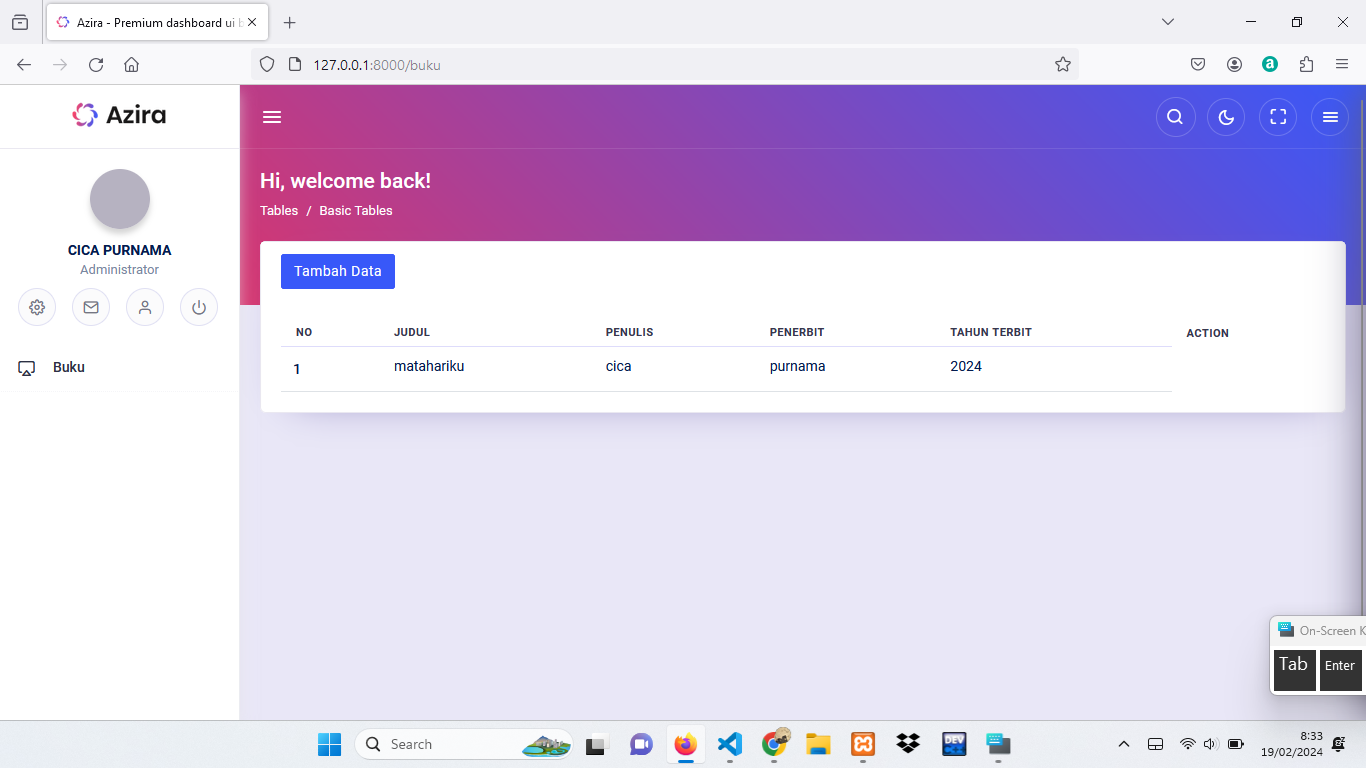 Azira - Premium dashboard ui b
127.0.0.1:8000/buku
Azira
Hi, welcome back!
Tables / Basic Tables
CICA PURNAMA
Administrator
Buku
Tambah Data
NO JUDUL PENULIS PENERBIT TAHUN TERBIT ACTION
1 matahariku cica purnama 2024
On-Screen K
Tab Enter
Search
DEV
8:33
19/02/2024